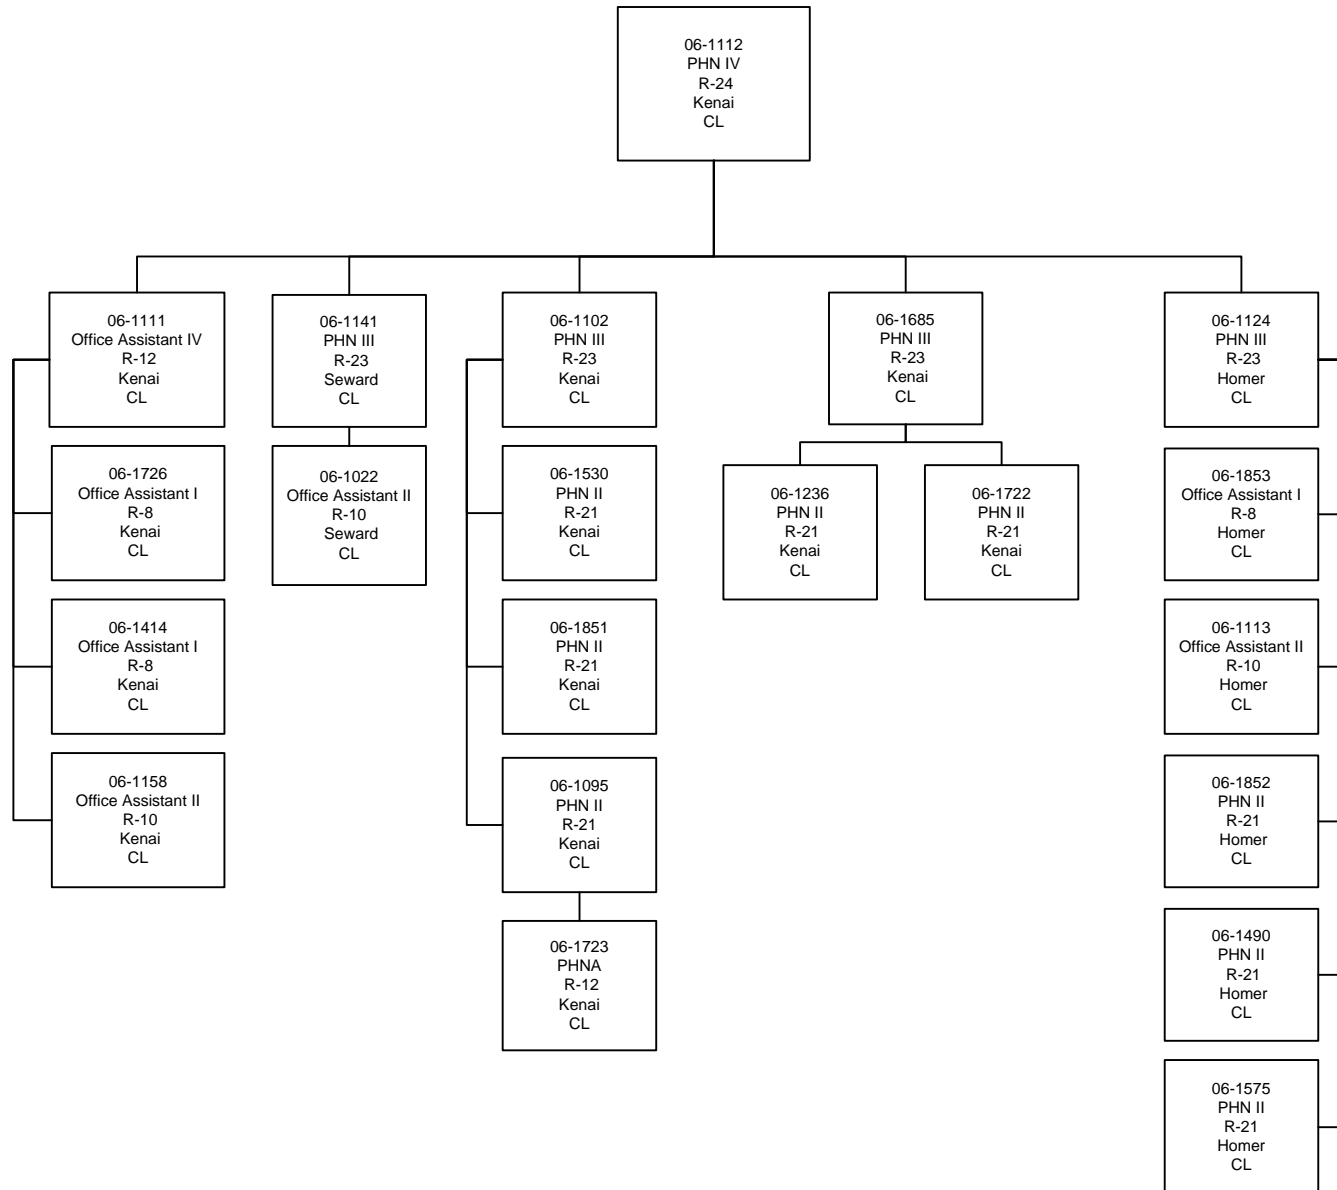 06-1112
PHN IV
R-24
Kenai
CL
06-1111
Office Assistant IV
R-12
Kenai
CL
06-1726
Office Assistant I
R-8
Kenai
CL
06-1414
Office Assistant I
R-8
Kenai
CL
06-1158
Office Assistant II
R-10
Kenai
CL
06-1141
PHN III
R-23
Seward
CL
06-1022
Office Assistant II
R-10
Seward
CL
06-1102
PHN III
R-23
Kenai
CL
06-1530
PHN II
R-21
Kenai
CL
06-1851
PHN II
R-21
Kenai
CL
06-1095
PHN II
R-21
Kenai
CL
06-1723
PHNA
R-12
Kenai
CL
06-1685
PHN III
R-23
Kenai
CL
06-1236
PHN II
R-21
Kenai
CL
06-1722
PHN II
R-21
Kenai
CL
06-1124
PHN III
R-23
Homer
CL
06-1853
Office Assistant I
R-8
Homer
CL
06-1113
Office Assistant II
R-10
Homer
CL
06-1852
PHN II
R-21
Homer
CL
06-1490
PHN II
R-21
Homer
CL
06-1575
PHN II
R-21
Homer
CL